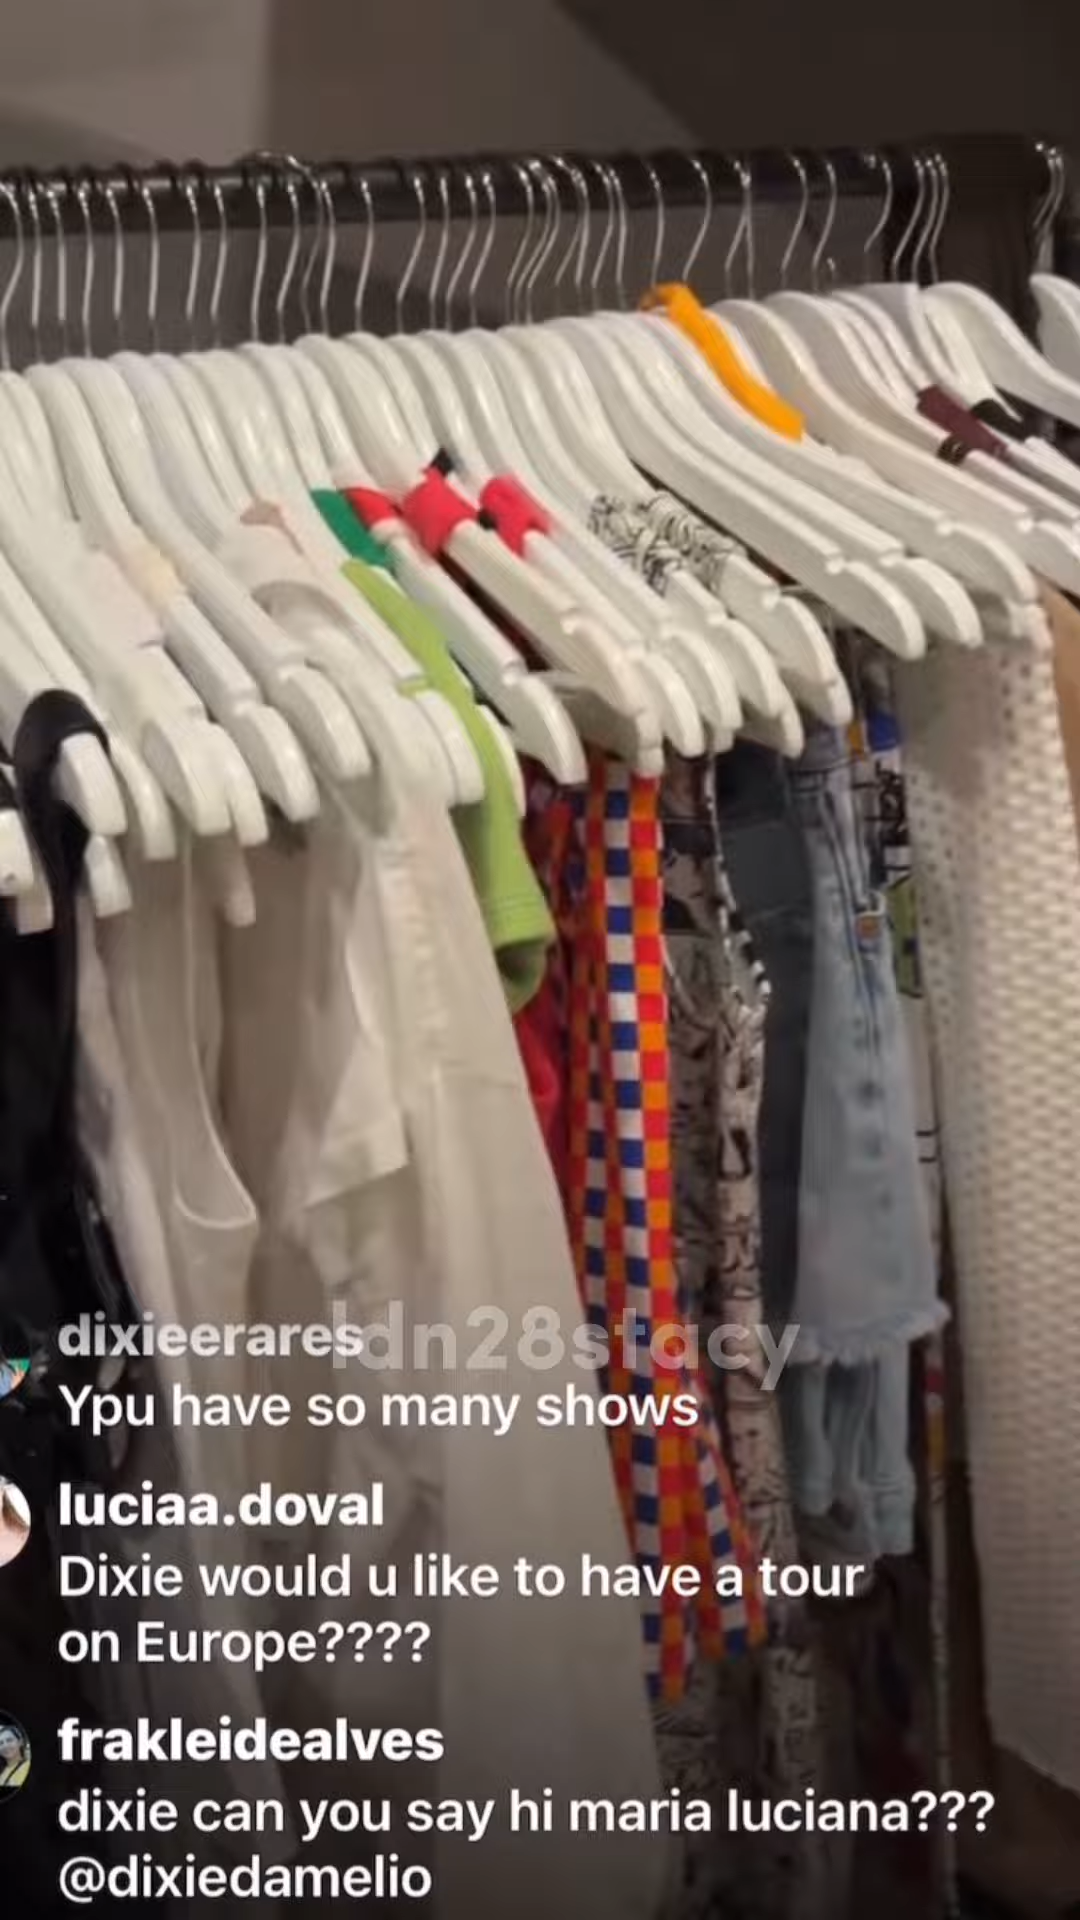 dixieerares
ldn28stacy
Ypu have so many shows
luciaa.doval
Dixie would u like to have a tour
on Europe????
frakleidealves
dixie can you say hi maria luciana???
@dixiedamelio